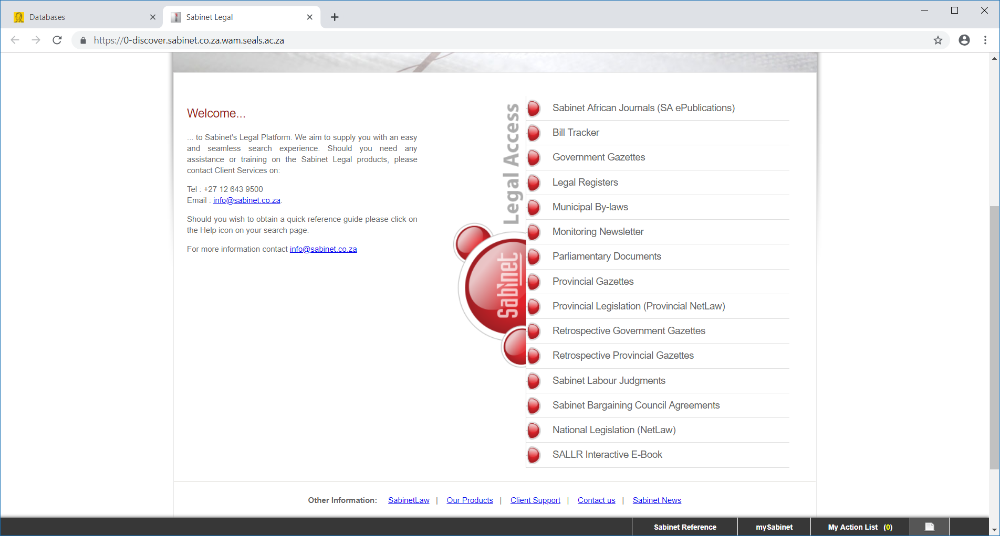 Databases
Sabinet Legal
https://0-discover.sabinet.co.za.wam.seals.ac.za
Welcome...
... to Sabinet's Legal Platform. We aim to supply you with an easy
and seamless search experience. Should you need any
assistance or training on the Sabinet Legal products, please
contact Client Services on:
Tel : +27 12 643 9500
Email : info@sabinet.co.za.
Should you wish to obtain a quick reference guide please click on
the Help icon on your search page.
For more information contact info@sabinet.co.za
Legal Access
Sabinet
Sabinet African Journals (SA ePublications)
Bill Tracker
Government Gazettes
Legal Registers
Municipal By-laws
Monitoring Newsletter
Parliamentary Documents
Provincial Gazettes
Provincial Legislation (Provincial NetLaw)
Retrospective Government Gazettes
Retrospective Provincial Gazettes
Sabinet Labour Judgments
Sabinet Bargaining Council Agreements
National Legislation (NetLaw)
SALLR Interactive E-Book
Other Information: SabinetLaw | Our Products | Client Support | Contact us | Sabinet News
Sabinet Reference mySabinet My Action List (0)